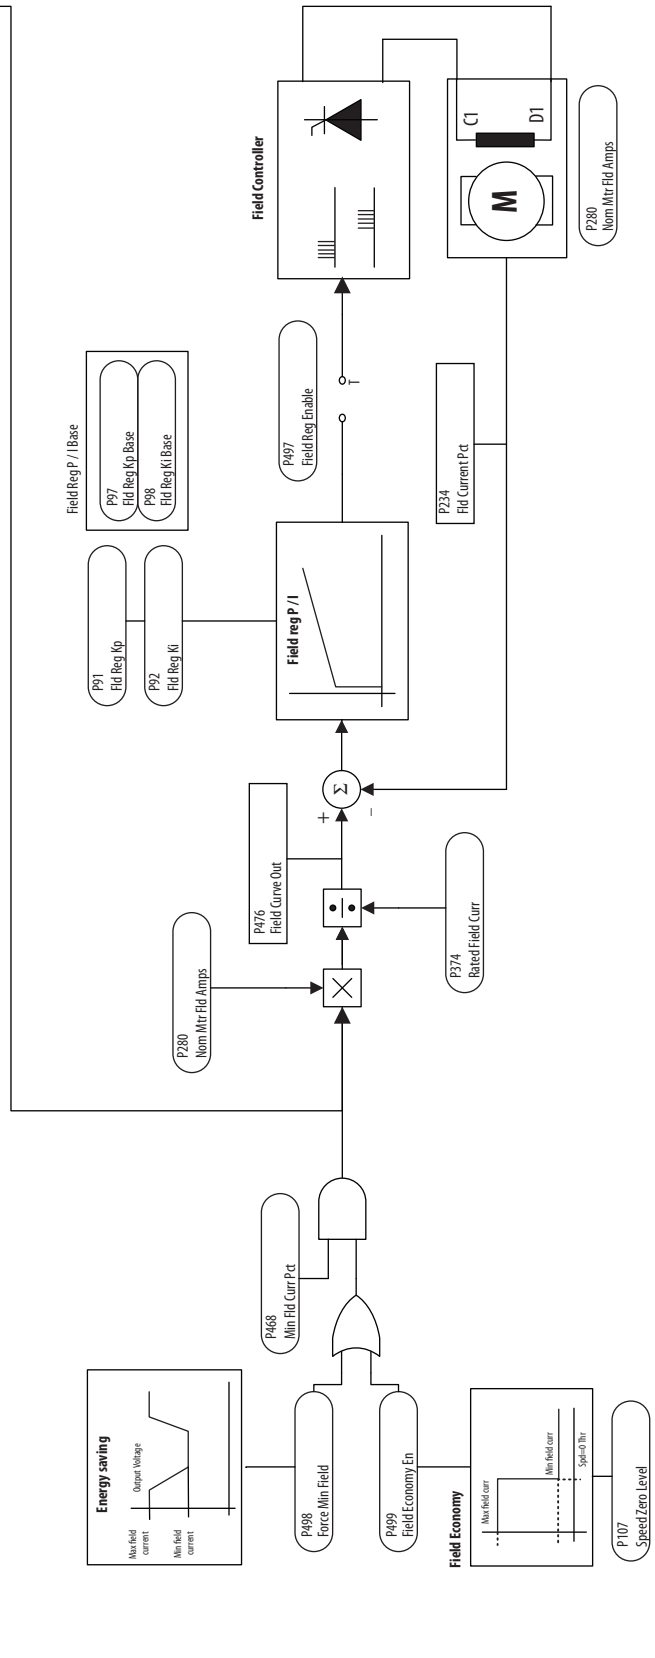 Energy saving
Output Voltage
Max field
current
Min field
current
P498
Force Min Field
P499
Field Economy En
Field Economy
Max field curr
Min field curr
Spd=0 Thr
P107
Speed Zero Level
P468
Min Fld Curr Pct
P280
Nom Mtr Fld Amps
P476
Field Curve Out
P374
Rated Field Curr
+
Σ
−
P91
Fld Reg Kp
P92
Fld Reg Ki
Field Reg P / I Base
P97
Fld Reg Kp Base
P98
Fld Reg Ki Base
Field reg P / I
P497
Field Reg Enable
T
P234
Fld Current Pct
Field Controller
C1
D1
M
P280
Nom Mtr Fld Amps